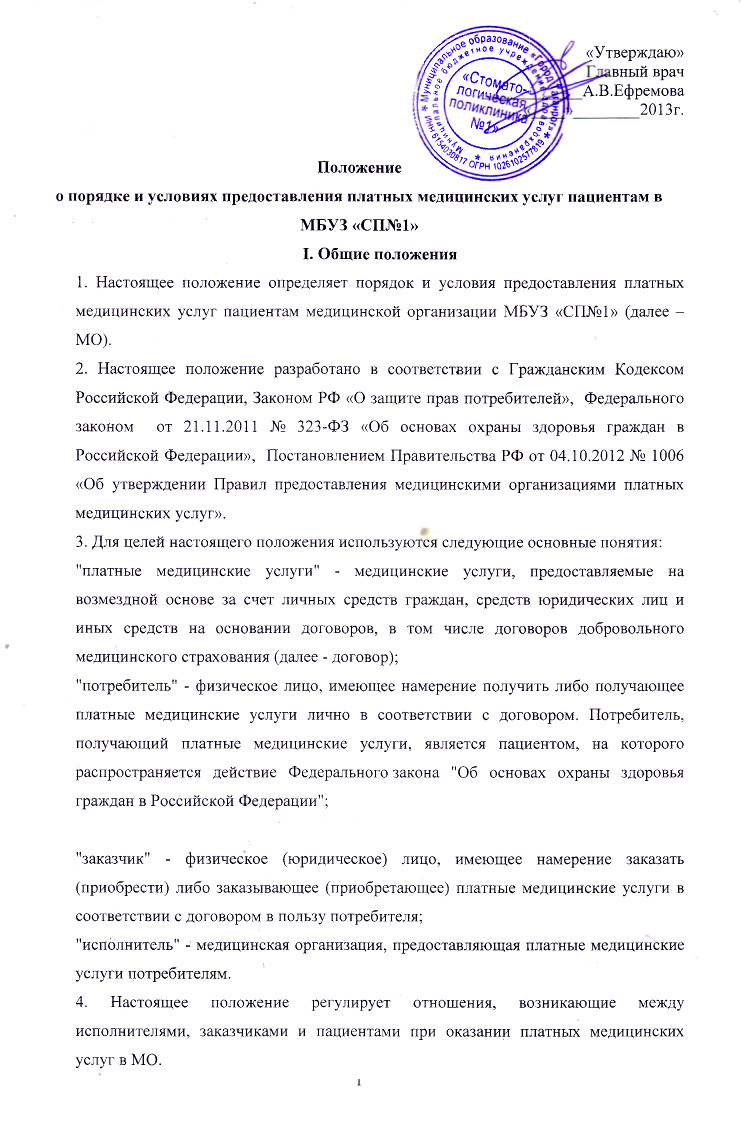 «Утверждаю»
Главный врач
А.В.Ефремова
«____»________2013г.
Муниципальное образование «Город Таганрог»
Муниципальное бюджетное учреждение здравоохранения
ИНН 6154030817 ОГРН 1026102577819
«Стомато-
логическая
поликлиника
№1»
Положение
о порядке и условиях предоставления платных медицинских услуг пациентам в
МБУЗ «СП№1»
I. Общие положения
1. Настоящее положение определяет порядок и условия предоставления платных
медицинских услуг пациентам медицинской организации МБУЗ «СП№1» (далее –
МО).
2. Настоящее положение разработано в соответствии с Гражданским Кодексом
Российской Федерации, Законом РФ «О защите прав потребителей», Федерального
законом от 21.11.2011 № 323-ФЗ «Об основах охраны здоровья граждан в
Российской Федерации», Постановлением Правительства РФ от 04.10.2012 № 1006
«Об утверждении Правил предоставления медицинскими организациями платных
медицинских услуг».
3. Для целей настоящего положения используются следующие основные понятия:
"платные медицинские услуги" - медицинские услуги, предоставляемые на
возмездной основе за счет личных средств граждан, средств юридических лиц и
иных средств на основании договоров, в том числе договоров добровольного
медицинского страхования (далее - договор);
"потребитель" - физическое лицо, имеющее намерение получить либо получающее
платные медицинские услуги лично в соответствии с договором. Потребитель,
получающий платные медицинские услуги, является пациентом, на которого
распространяется действие Федерального закона "Об основах охраны здоровья
граждан в Российской Федерации";
"заказчик" - физическое (юридическое) лицо, имеющее намерение заказать
(приобрести) либо заказывающее (приобретающее) платные медицинские услуги в
соответствии с договором в пользу потребителя;
"исполнитель" - медицинская организация, предоставляющая платные медицинские
услуги потребителям.
4. Настоящее положение регулирует отношения, возникающие между
исполнителями, заказчиками и пациентами при оказании платных медицинских
услуг в МО.
1